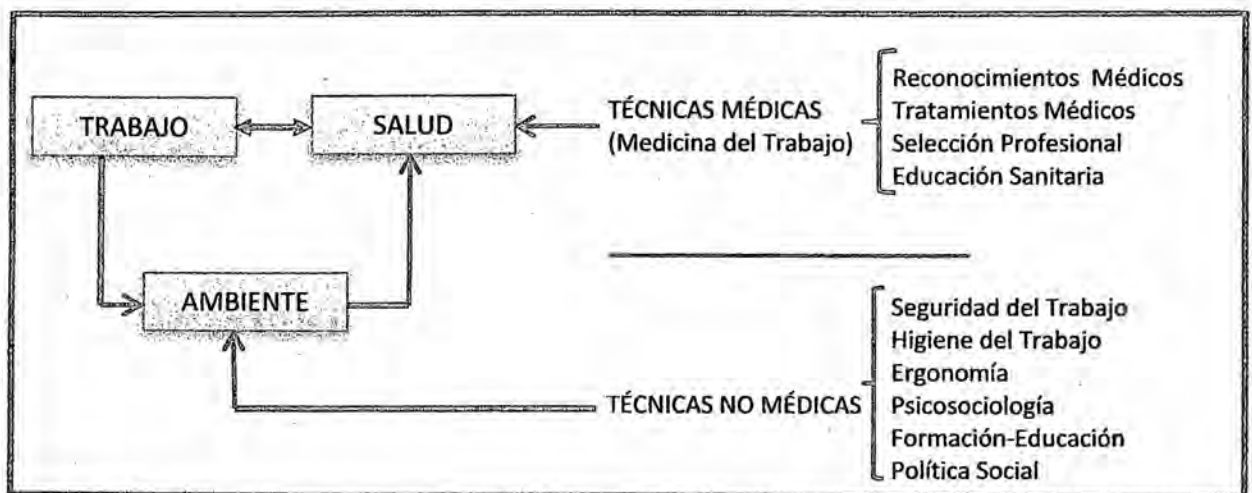 TRABAJO
SALUD
AMBIENTE
TÉCNICAS MÉDICAS
(Medicina del Trabajo)
Reconocimientos Médicos
Tratamientos Médicos
Selección Profesional
Educación Sanitaria
TÉCNICAS NO MÉDICAS
Seguridad del Trabajo
Higiene del Trabajo
Ergonomía
Psicosociología
Formación-Educación
Política Social